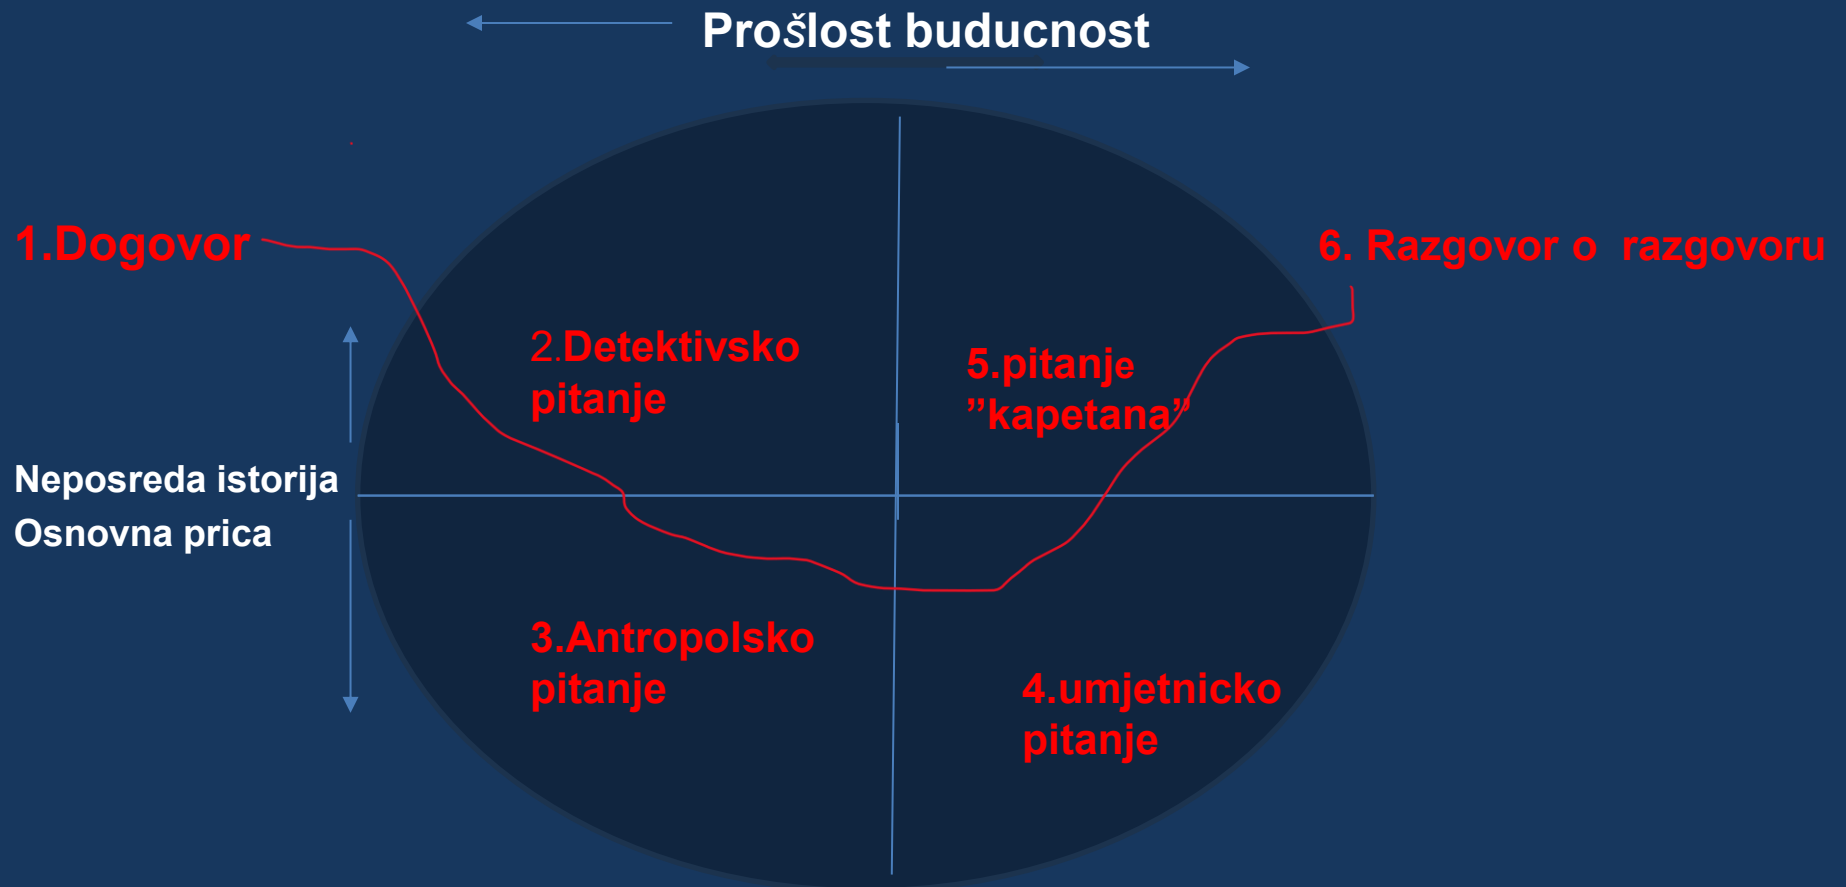 Prošlost buducnost
1.Dogovor
6. Razgovor o razgovoru
2.Detektivsko
pitanje
5.pitanje
”kapetana”
Neposreda istorija
Osnovna prica
3.Antropolsko
pitanje
4.umjetnicko
pitanje